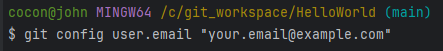 cocon@john MINGW64 /c/git_workspace/HelloWorld (main)
$ git config user.email "your.email@example.com"